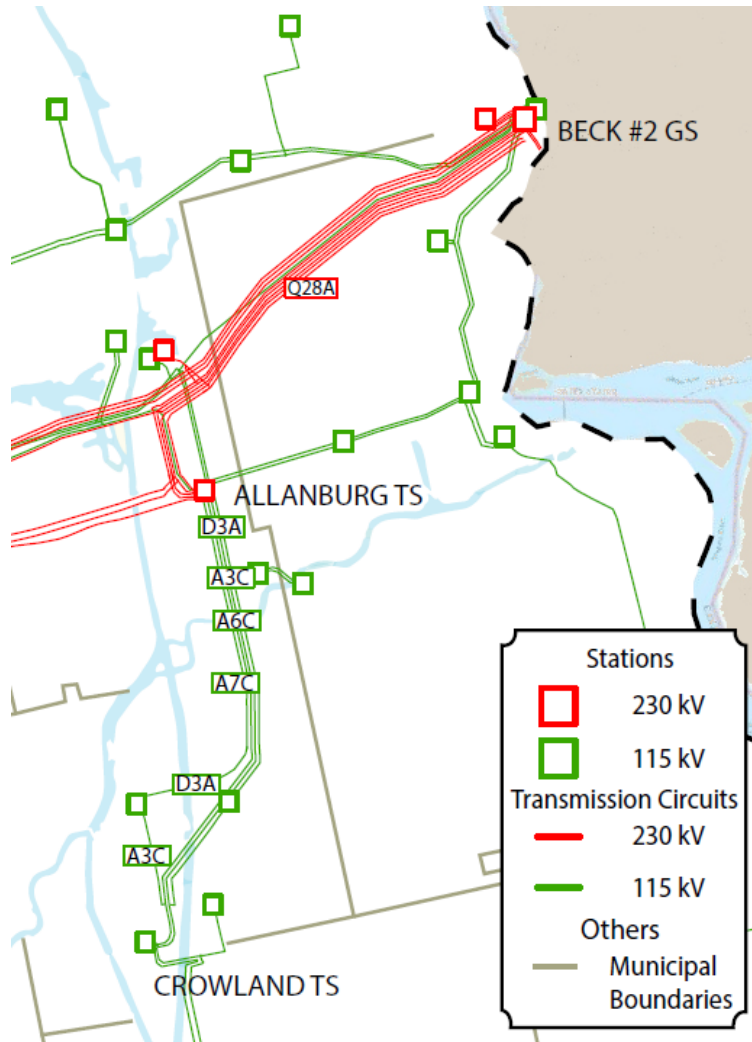 BECK #2 GS
Q28A
ALLANBURG TS
D3A
A3C
A6C
A7C
D3A
A3C
CROWLAND TS
Stations
230 kV
115 kV
Transmission Circuits
230 kV
115 kV
Others
Municipal
Boundaries